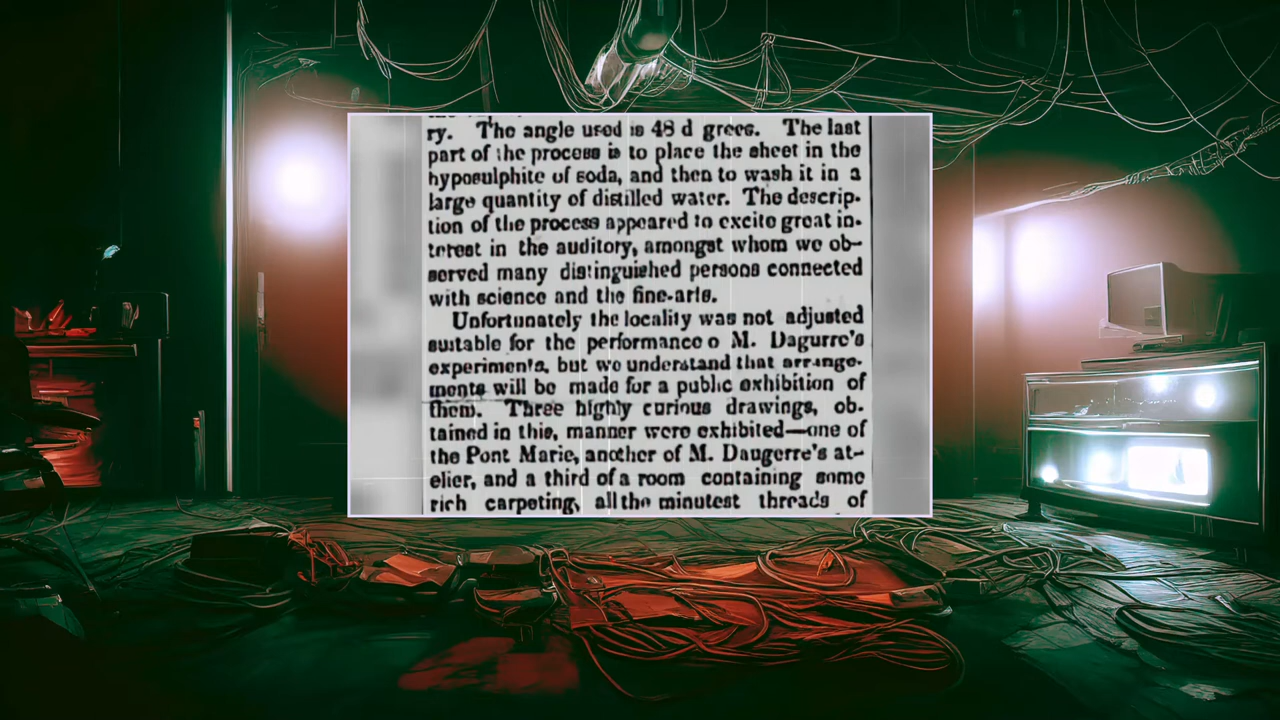 ry. The angle used is 48 d grees. The last
part of the process is to place the sheet in the
hyposulphite of soda, and then to wash it in a
large quantity of distilled water. The descrip-
tion of the process appeared to excite great in-
terest in the auditory, amongst whom we ob-
served many distinguished persons connected
with science and the fine-arts.
Unfortunately the locality was not adjusted
suitable for the performance o M. Dagurre's
experiments, but we understand that arrange-
ments will be made for a public exhibition of
them. Three highly curious drawings, ob-
tained in this, manner were exhibited—one of
the Pont Marie, another of M. Daugerre's at-
elier, and a third of a room containing some
rich carpeting, all the minutest threads of